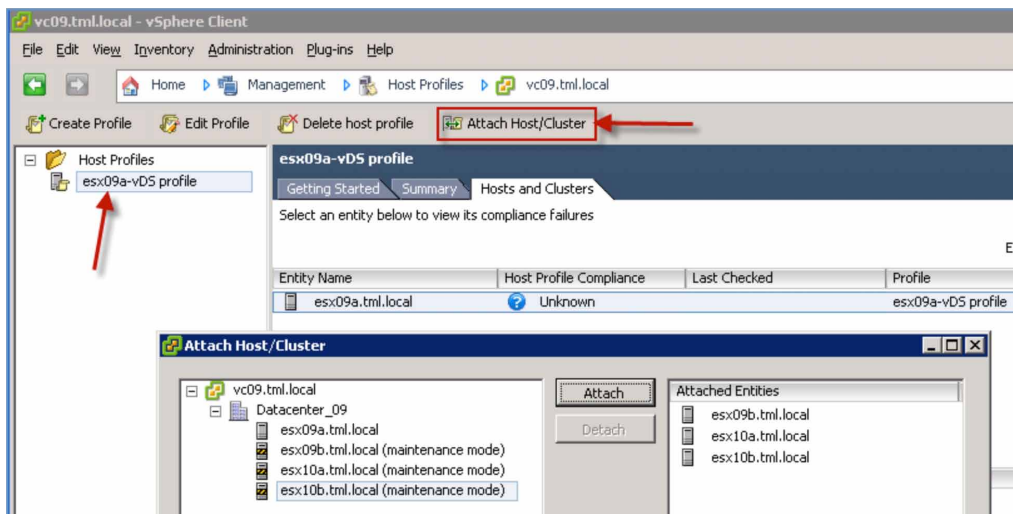 vc09.tml.local - vSphere Client
File Edit View Inventory Administration Plug-ins Help
Home Management Host Profiles vc09.tml.local
Create Profile Edit Profile Delete host profile Attach Host/Cluster
Host Profiles
esx09a-vDS profile
esx09a-vDS profile
Getting Started Summary Hosts and Clusters
Select an entity below to view its compliance failures
E
Entity Name Host Profile Compliance Last Checked Profile
esx09a.tml.local Unknown esx09a-vDS profile
Attach Host/Cluster
vc09.tml.local
Datacenter_09
esx09a.tml.local
esx09b.tml.local (maintenance mode)
esx10a.tml.local (maintenance mode)
esx10b.tml.local (maintenance mode)
Attach
Detach
Attached Entities
esx09b.tml.local
esx10a.tml.local
esx10b.tml.local